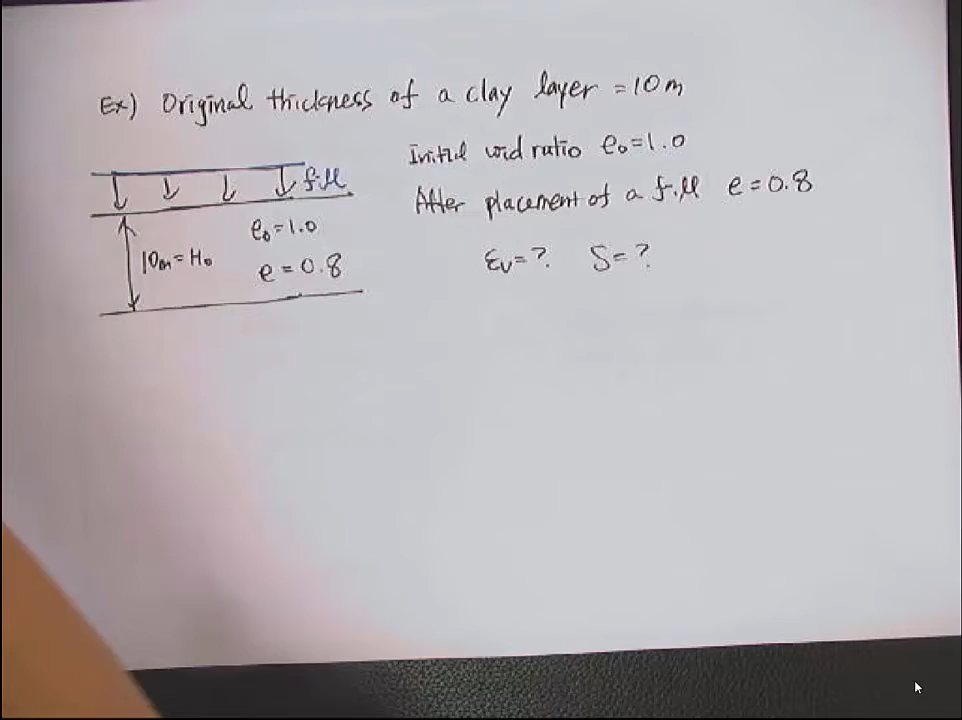 Ex) Original thickness of a clay layer = 10 m
Initial void ratio e₀ = 1.0
After placement of a fill e = 0.8
εv = ? S = ?
fill
e₀ = 1.0
10m = H₀
e = 0.8